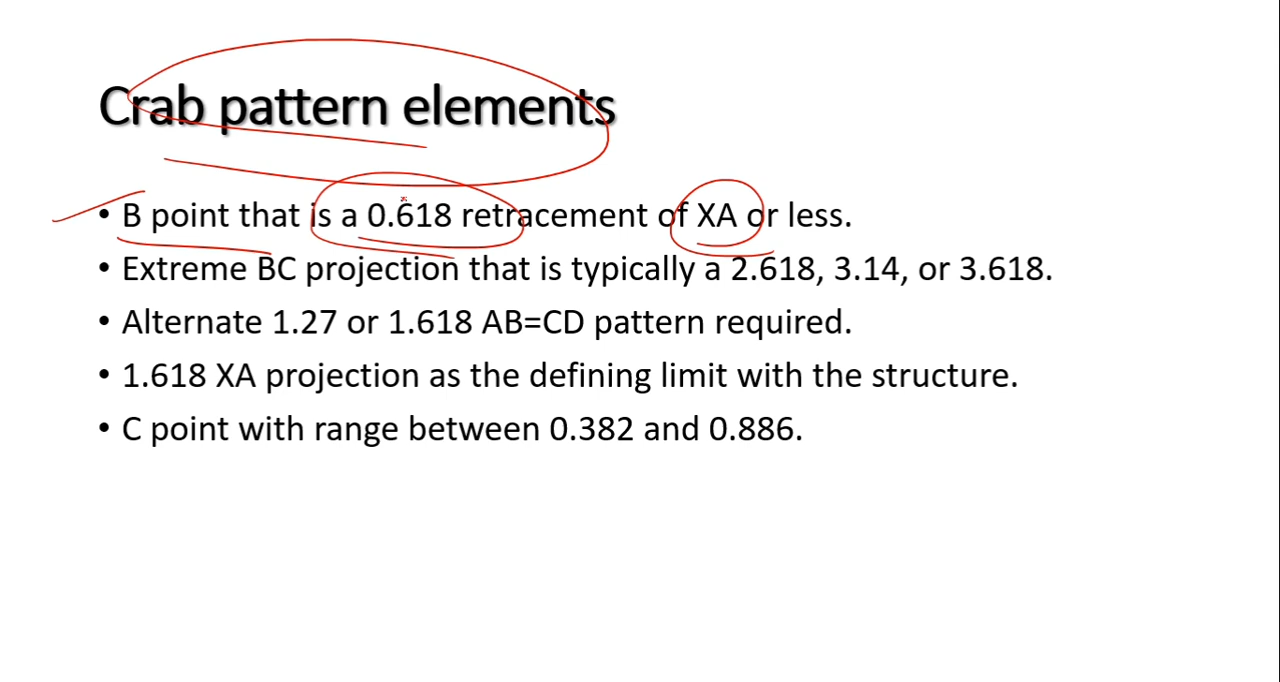 Crab pattern elements
• B point that is a 0.618 retracement of XA or less.
• Extreme BC projection that is typically a 2.618, 3.14, or 3.618.
• Alternate 1.27 or 1.618 AB=CD pattern required.
• 1.618 XA projection as the defining limit with the structure.
• C point with range between 0.382 and 0.886.